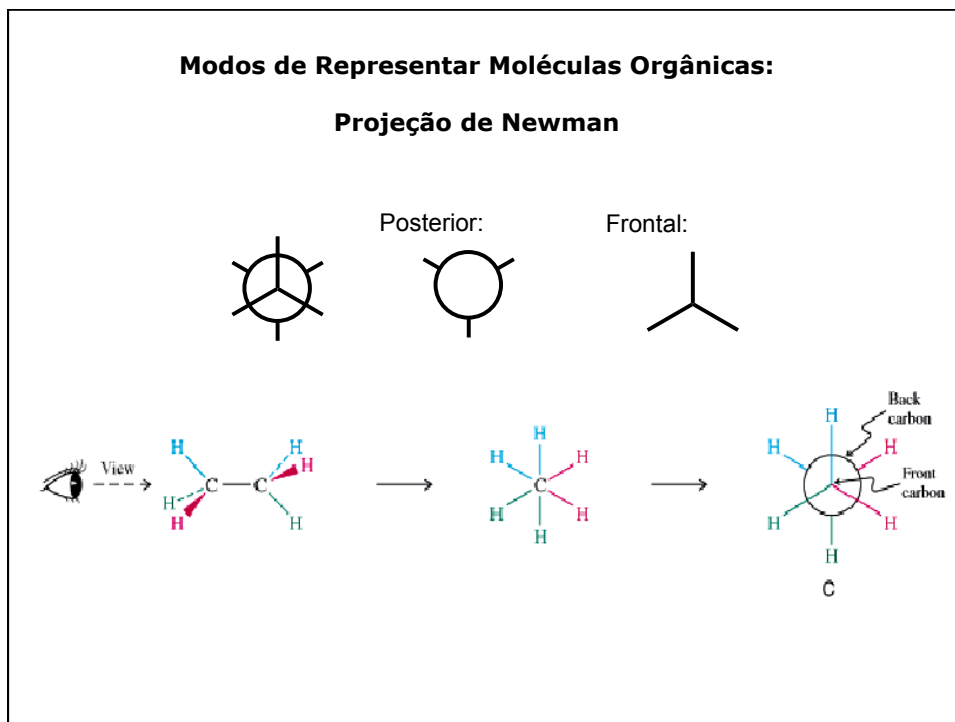 Modos de Representar Moléculas Orgânicas:
Projeção de Newman
Posterior:
Frontal:
View
H
H
H
H
C
C
H
H
H
H
H
C
H
H
H
Back
carbon
H
H
H
Front
carbon
H
H
H
C